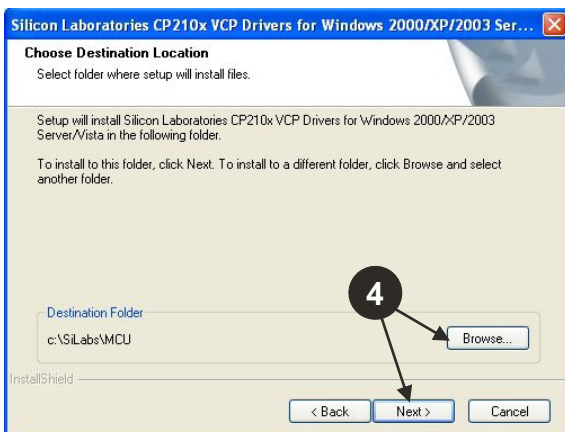 Silicon Laboratories CP210x VCP Drivers for Windows 2000/XP/2003 Ser...
Choose Destination Location
Select folder where setup will install files.
Setup will install Silicon Laboratories CP210x VCP Drivers for Windows 2000/XP/2003
Server/Vista in the following folder.
To install to this folder, click Next. To install to a different folder, click Browse and select
another folder.
4
Destination Folder
c:\SiLabs\MCU
Browse...
InstallShield
< Back
Next >
Cancel